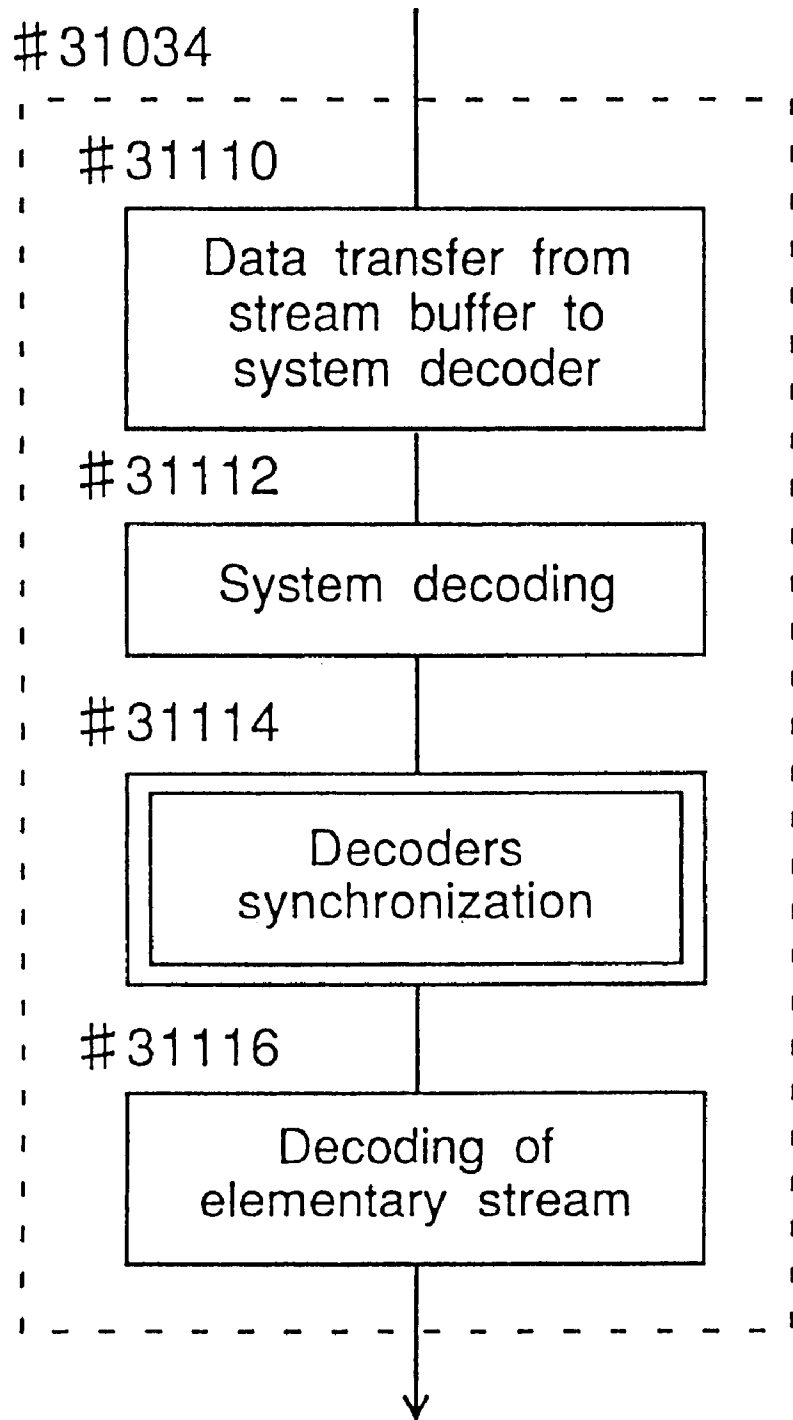 #31034
#31110
Data transfer from
stream buffer to
system decoder
#31112
System decoding
#31114
Decoders
synchronization
#31116
Decoding of
elementary stream